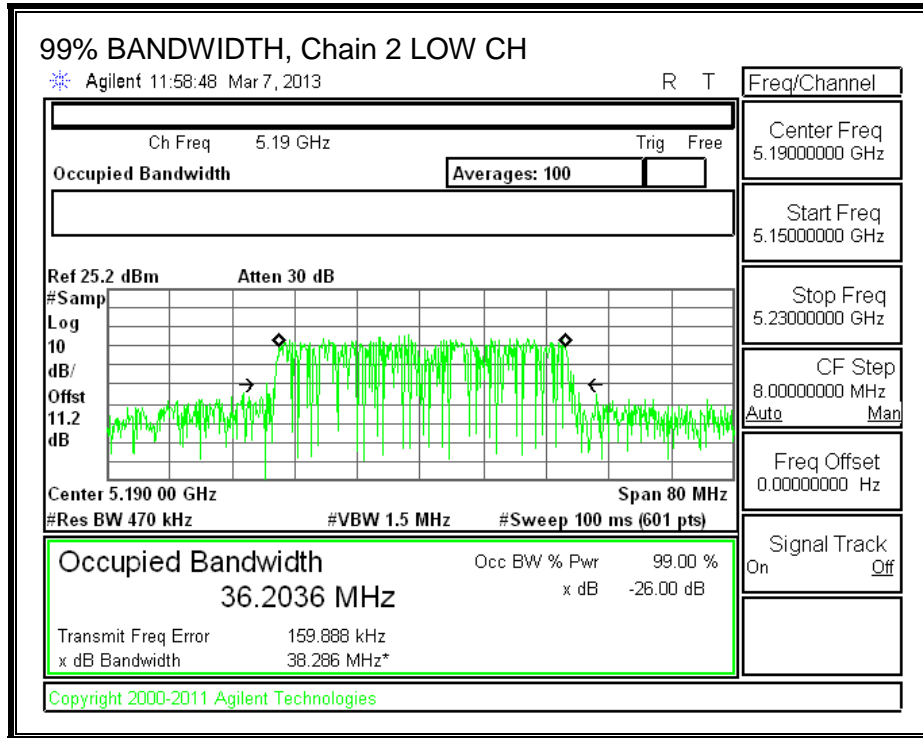 99% BANDWIDTH, Chain 2 LOW CH
Agilent 11:58:48 Mar 7, 2013 R T
Freq/Channel
Ch Freq 5.19 GHz Trig Free
Occupied Bandwidth Averages: 100
Center Freq
5.19000000 GHz
Start Freq
5.15000000 GHz
Stop Freq
5.23000000 GHz
CF Step
8.00000000 MHz
Auto Man
Freq Offset
0.00000000 Hz
Signal Track
On Off
Ref 25.2 dBm Atten 30 dB
#Samp
Log
10
dB/
Offst
11.2
dB
Center 5.190 00 GHz Span 80 MHz
#Res BW 470 kHz #VBW 1.5 MHz #Sweep 100 ms (601 pts)
Occupied Bandwidth Occ BW % Pwr 99.00 %
36.2036 MHz x dB -26.00 dB
Transmit Freq Error 159.888 kHz
x dB Bandwidth 38.286 MHz*
Copyright 2000-2011 Agilent Technologies